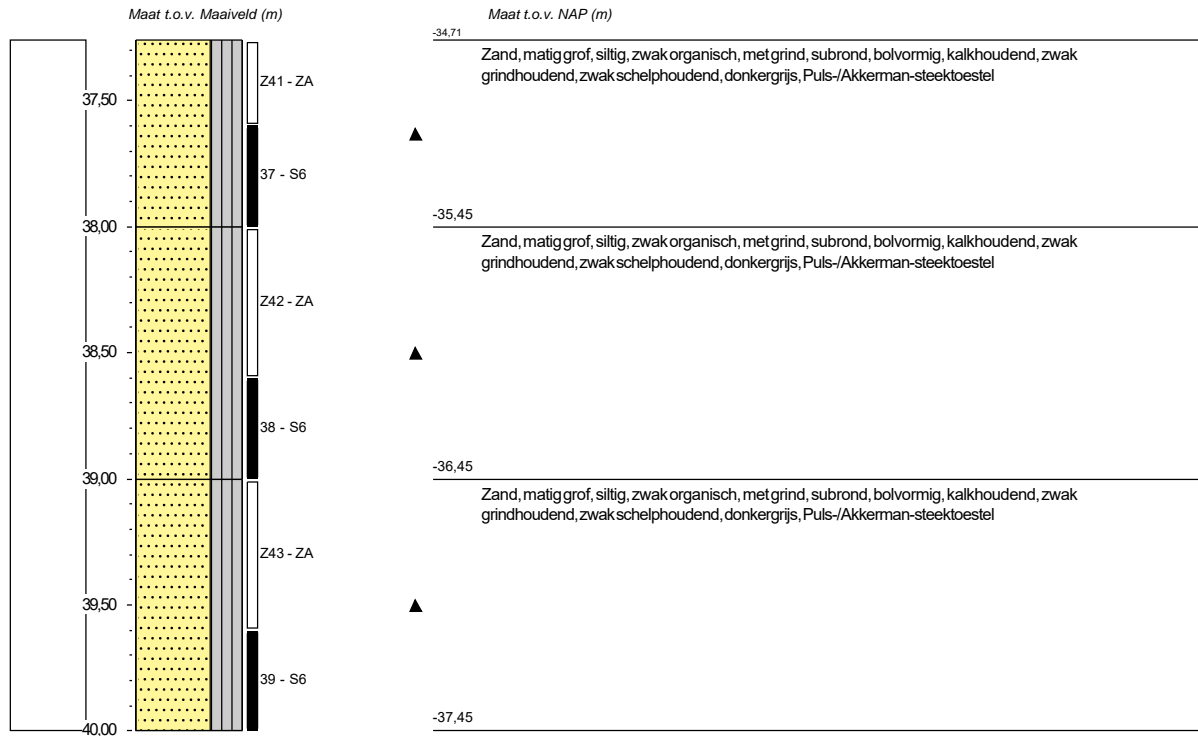 Maat t.o.v. Maaiveld (m)
Maat t.o.v. NAP (m)
-34,71
Zand, matig grof, siltig, zwak organisch, met grind, subrond, bolvormig, kalkhoudend, zwak
grindhoudend, zwak schelphoudend, donkergrijs, Puls-/Akkerman-steektoestel
Z41 - ZA
37,50
37 - S6
-35,45
38,00
Zand, matig grof, siltig, zwak organisch, met grind, subrond, bolvormig, kalkhoudend, zwak
grindhoudend, zwak schelphoudend, donkergrijs, Puls-/Akkerman-steektoestel
Z42 - ZA
38,50
38 - S6
-36,45
39,00
Zand, matig grof, siltig, zwak organisch, met grind, subrond, bolvormig, kalkhoudend, zwak
grindhoudend, zwak schelphoudend, donkergrijs, Puls-/Akkerman-steektoestel
Z43 - ZA
39,50
39 - S6
-37,45
40,00